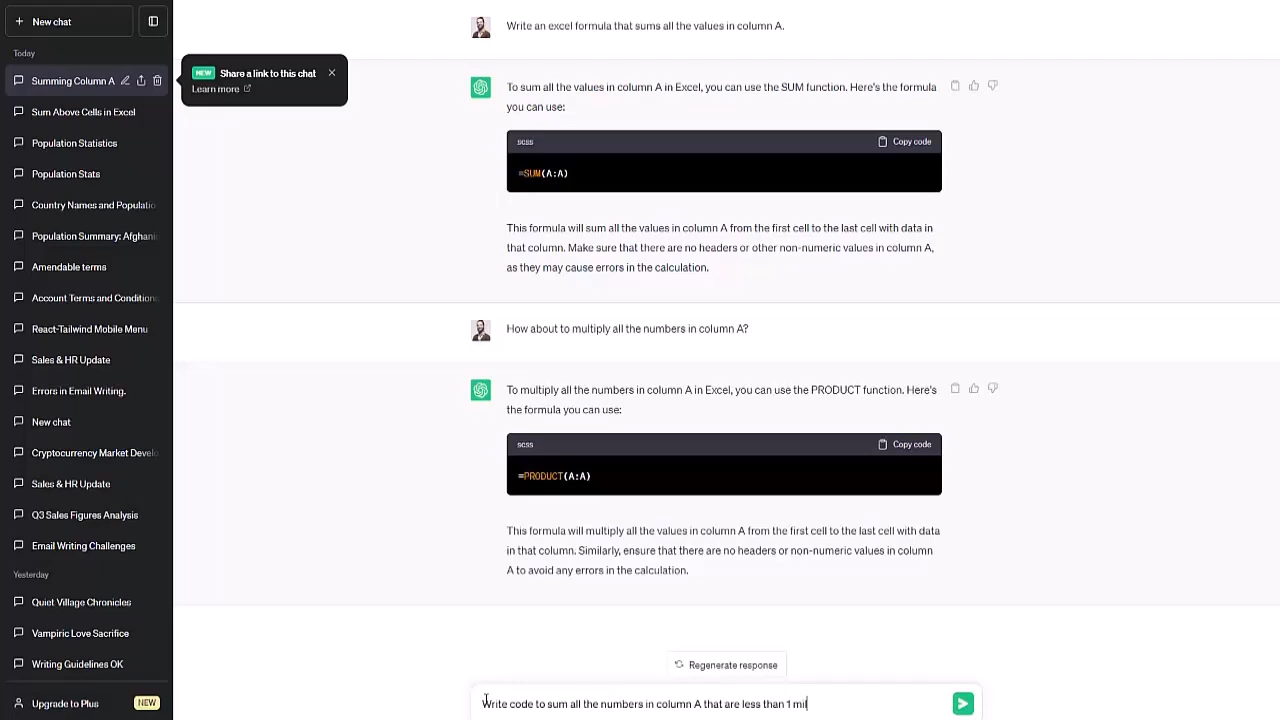 New chat
Today
Summing Column A
Sum Above Cells in Excel
Population Statistics
Population Stats
Country Names and Populatio
Population Summary: Afghani
Amendable terms
Account Terms and Conditions
React-Tailwind Mobile Menu
Sales & HR Update
Errors in Email Writing.
New chat
Cryptocurrency Market Develo
Sales & HR Update
Q3 Sales Figures Analysis
Email Writing Challenges
Yesterday
Quiet Village Chronicles
Vampiric Love Sacrifice
Writing Guidelines OK
Upgrade to Plus NEW
NEW Share a link to this chat
Learn more
Write an excel formula that sums all the values in column A.
To sum all the values in column A in Excel, you can use the SUM function. Here's the formula
you can use:
scss Copy code
=SUM(A:A)
This formula will sum all the values in column A from the first cell to the last cell with data in
that column. Make sure that there are no headers or other non-numeric values in column A,
as they may cause errors in the calculation.
How about to multiply all the numbers in column A?
To multiply all the numbers in column A in Excel, you can use the PRODUCT function. Here's
the formula you can use:
scss Copy code
=PRODUCT(A:A)
This formula will multiply all the values in column A from the first cell to the last cell with data
in that column. Similarly, ensure that there are no headers or non-numeric values in column
A to avoid any errors in the calculation.
Regenerate response
Write code to sum all the numbers in column A that are less than 1 mil